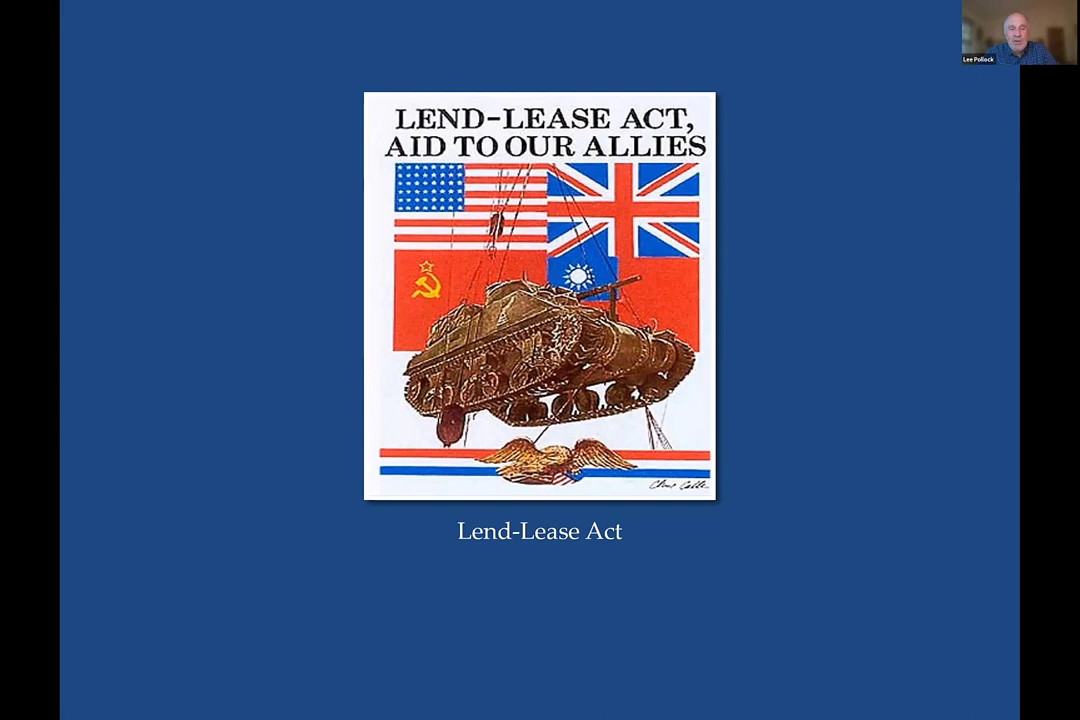 Lee Pollock
LEND-LEASE ACT,
AID TO OUR ALLIES
Lend-Lease Act